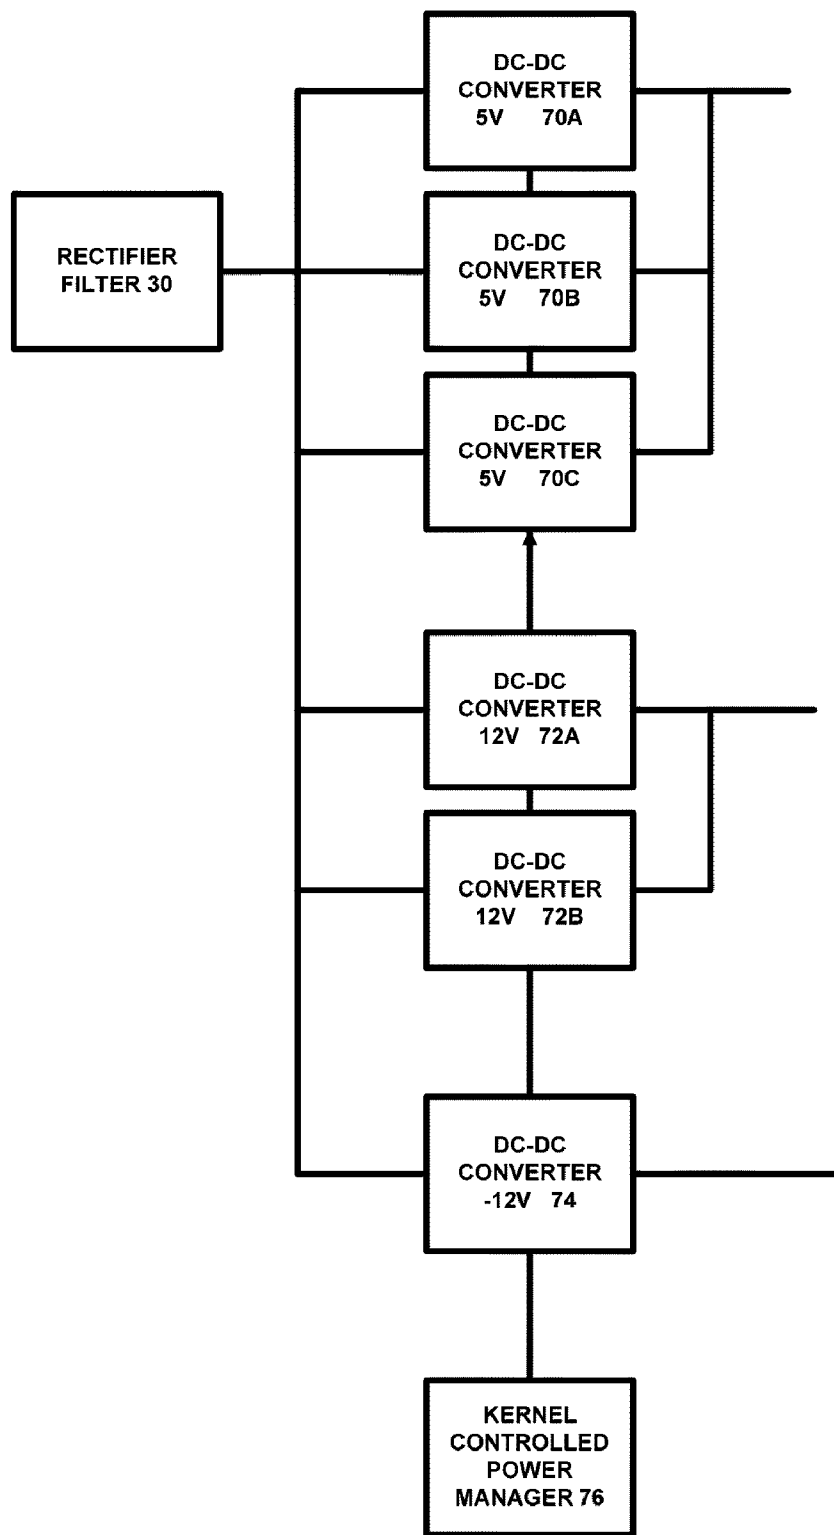 DC-DC
CONVERTER
5V 70A
RECTIFIER
FILTER 30
DC-DC
CONVERTER
5V 70B
DC-DC
CONVERTER
5V 70C
DC-DC
CONVERTER
12V 72A
DC-DC
CONVERTER
12V 72B
DC-DC
CONVERTER
-12V 74
KERNEL
CONTROLLED
POWER
MANAGER 76